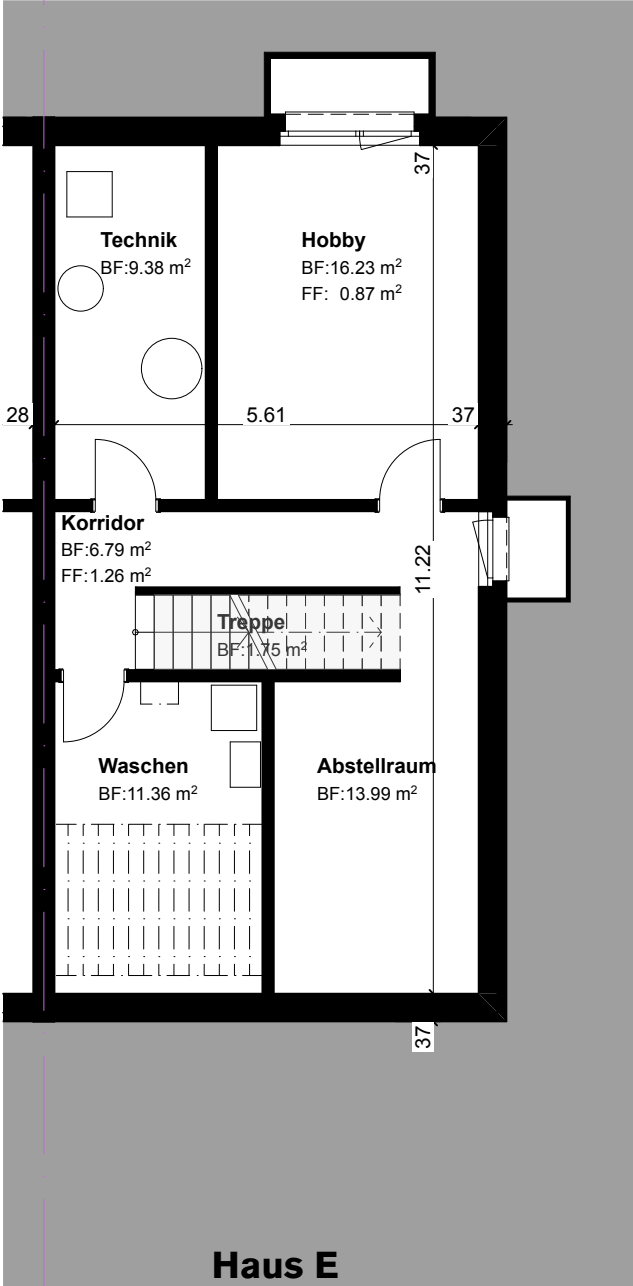 37
Technik
BF:9.38 m²
Hobby
BF:16.23 m²
FF: 0.87 m²
28
5.61
37
Korridor
BF:6.79 m²
FF:1.26 m²
11.22
Treppe
BF:1.75 m²
Waschen
BF:11.36 m²
Abstellraum
BF:13.99 m²
37
Haus E